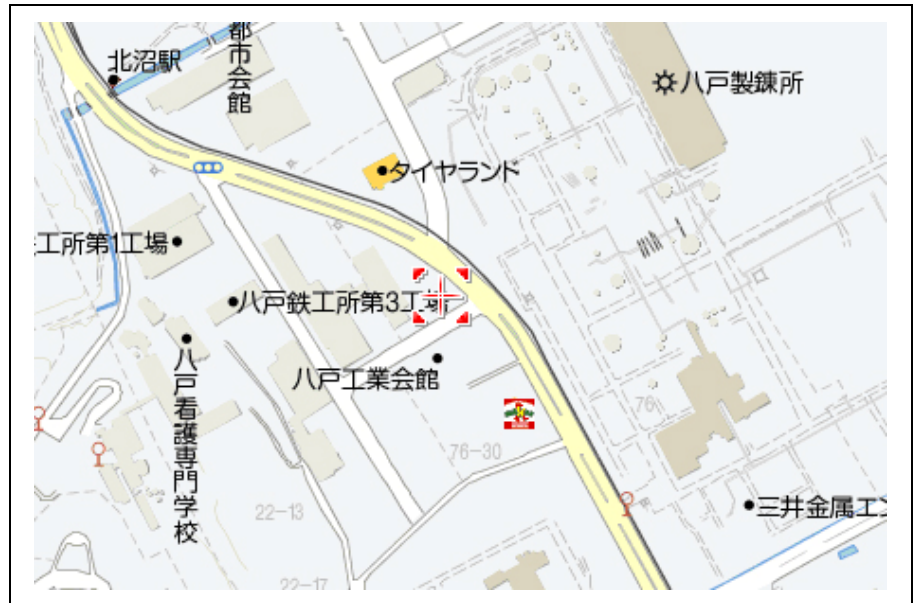 北沼駅
都市会館
八戸製錬所
タイヤランド
工所第1工場
八戸鉄工所第3工場
八戸工業会館
八戸看護専門学校
76
76-30
22-13
三井金属エン
22-17